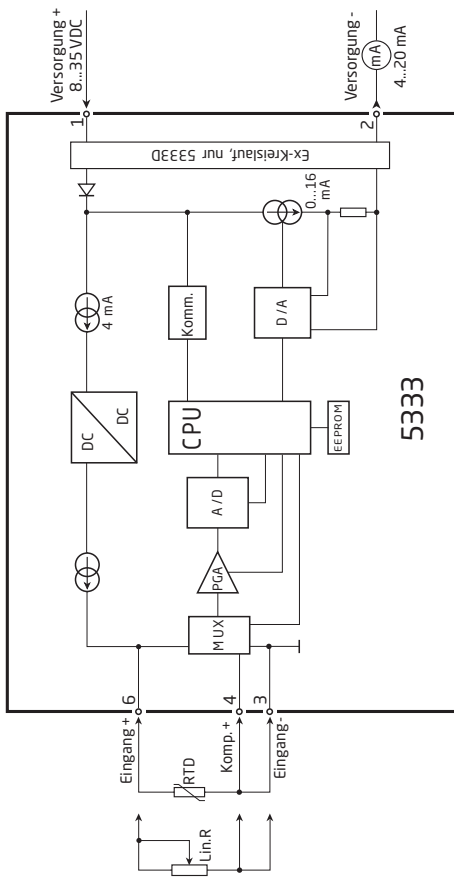 Versorgung +
8...35 VDC
Versorgung -
mA
4...20 mA
1
2
Ex-Kreislauf, nur 5333D
4 mA
0...16
mA
DC
DC
Komm.
D/A
CPU
EEPROM
A/D
PGA
MUX
5333
6
4
3
Eingang +
Komp.+
Eingang-
RTD
Lin.R